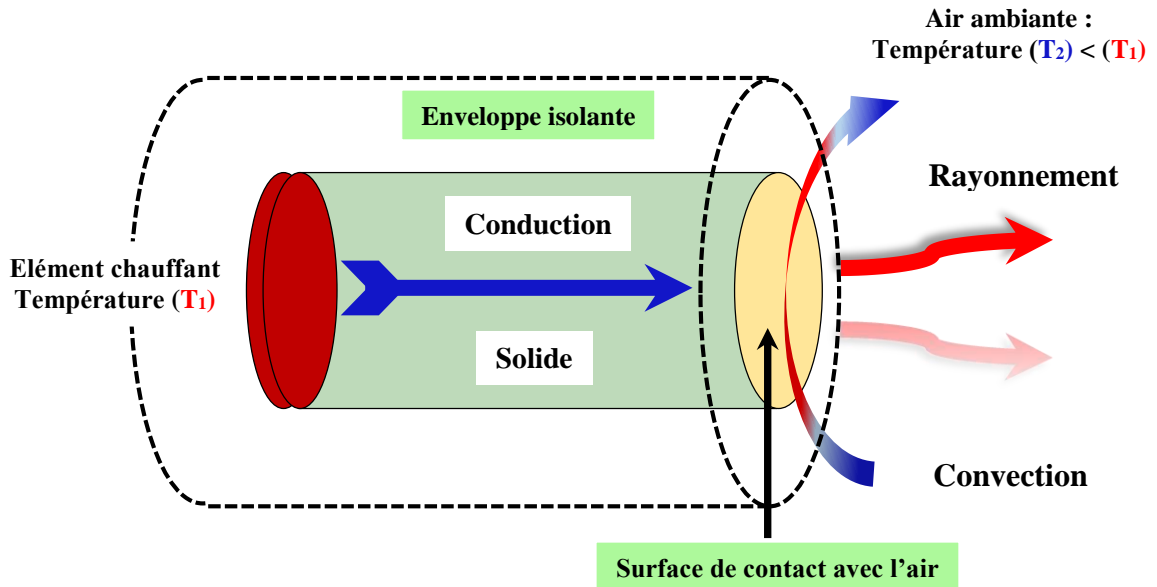 Air ambiante :
Température (T₂) < (T₁)
Enveloppe isolante
Rayonnement
Conduction
Elément chauffant
Température (T₁)
Solide
Convection
Surface de contact avec l’air